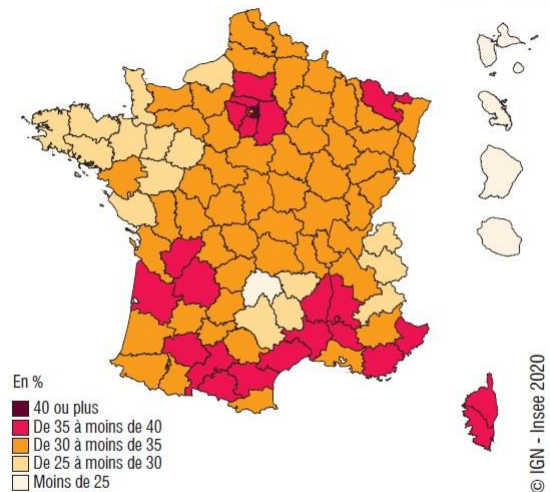 En %
40 ou plus
De 35 à moins de 40
De 30 à moins de 35
De 25 à moins de 30
Moins de 25
© IGN - Insee 2020